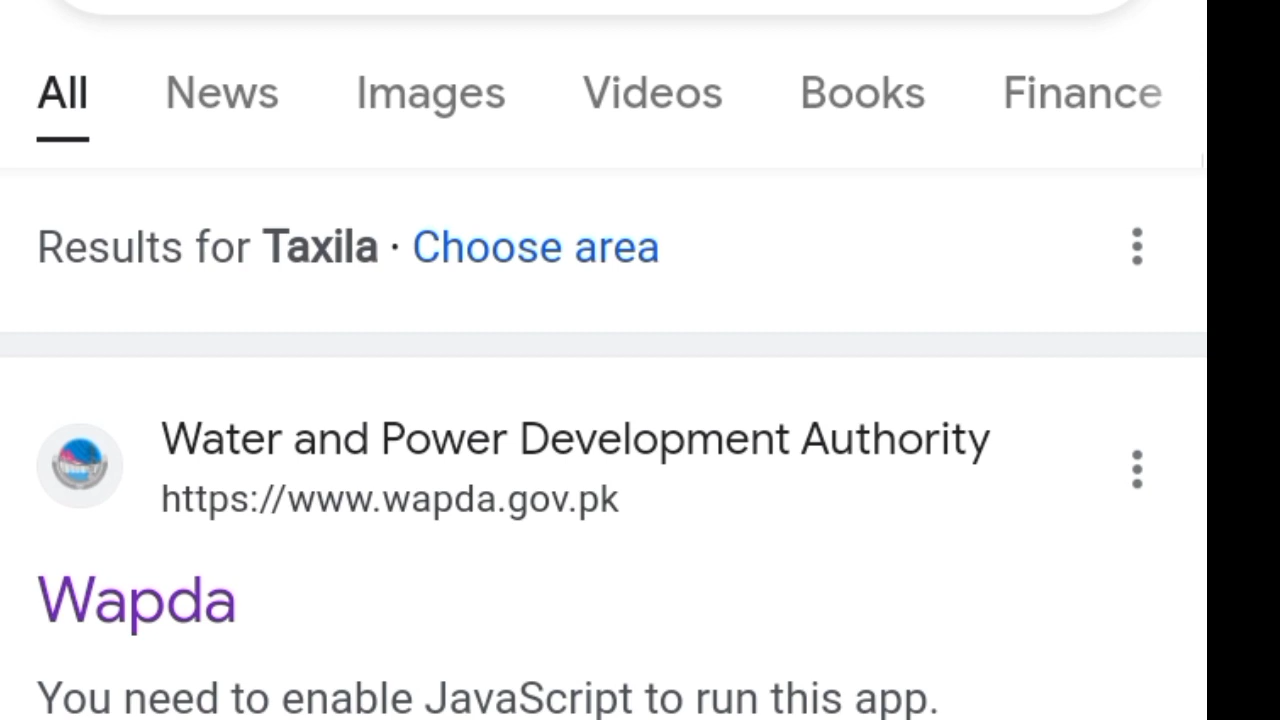 All News Images Videos Books Finance
Results for Taxila · Choose area
Water and Power Development Authority
https://www.wapda.gov.pk
Wapda
You need to enable JavaScript to run this app.